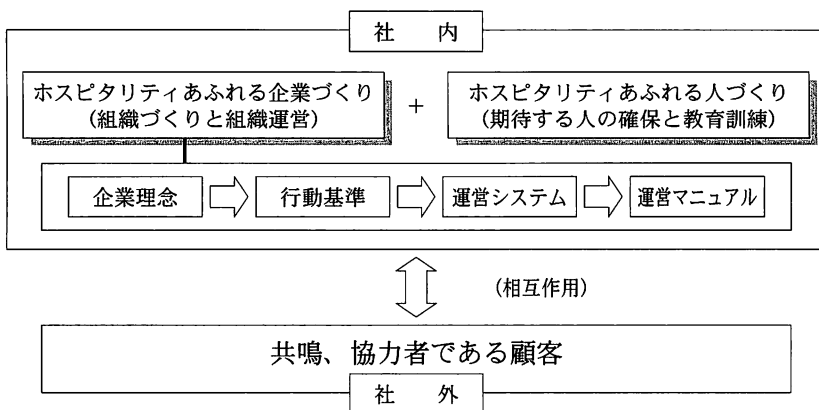 社　内
ホスピタリティあふれる企業づくり
(組織づくりと組織運営)
+
ホスピタリティあふれる人づくり
(期待する人の確保と教育訓練)
企業理念
行動基準
運営システム
運営マニュアル
(相互作用)
共鳴、協力者である顧客
社　外